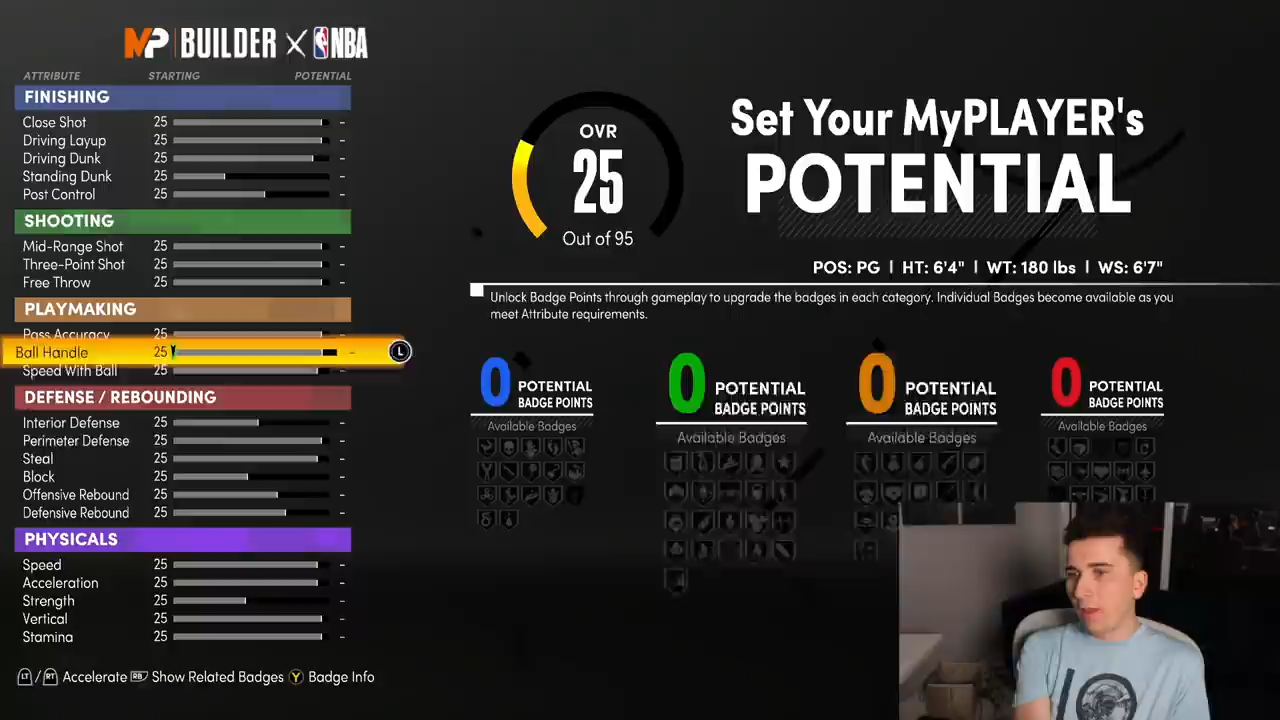 MP | BUILDER X NBA
ATTRIBUTE STARTING POTENTIAL
FINISHING
Close Shot 25 -
Driving Layup 25 -
Driving Dunk 25 -
Standing Dunk 25 -
Post Control 25 -
SHOOTING
Mid-Range Shot 25 -
Three-Point Shot 25 -
Free Throw 25 -
PLAYMAKING
Pass Accuracy 25 -
Ball Handle 25 - L
Speed With Ball 25 -
DEFENSE / REBOUNDING
Interior Defense 25 -
Perimeter Defense 25 -
Steal 25 -
Block 25 -
Offensive Rebound 25 -
Defensive Rebound 25 -
PHYSICALS
Speed 25 -
Acceleration 25 -
Strength 25 -
Vertical 25 -
Stamina 25 -
LT / RT Accelerate RB Show Related Badges Y Badge Info
OVR
25
Out of 95
Set Your MyPLAYER's
POTENTIAL
POS: PG | HT: 6'4" | WT: 180 lbs | WS: 6'7"
Unlock Badge Points through gameplay to upgrade the badges in each category. Individual Badges become available as you
meet Attribute requirements.
0 POTENTIAL BADGE POINTS
Available Badges
0 POTENTIAL BADGE POINTS
Available Badges
0 POTENTIAL BADGE POINTS
Available Badges
0 POTENTIAL BADGE POINTS
Available Badges